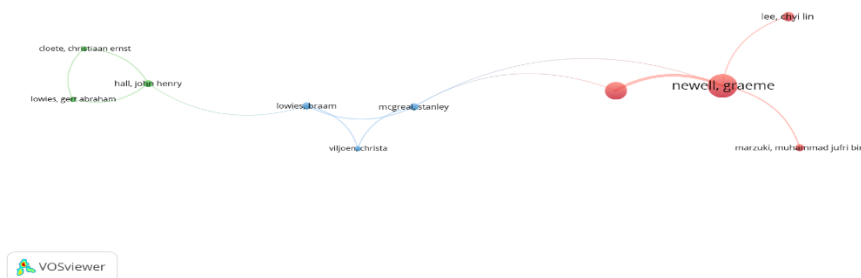 lee, chyi lin
cloete, christiaan ernst
hall, john henry
newell, graeme
lowies, gert abraham
lowies, braam
mcgreal, stanley
viljoen, christa
marzuki, muhammad jufri bin
VOSviewer